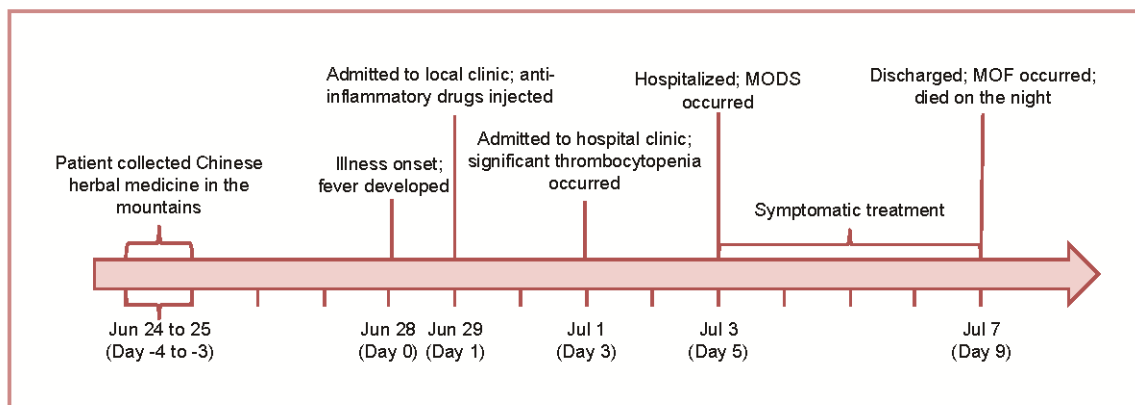 Patient collected Chinese
herbal medicine in the
mountains
Illness onset;
fever developed
Admitted to local clinic; anti-
inflammatory drugs injected
Admitted to hospital clinic;
significant thrombocytopenia
occurred
Hospitalized; MODS
occurred
Symptomatic treatment
Discharged; MOF occurred;
died on the night
Jun 24 to 25
(Day -4 to -3)
Jun 28
(Day 0)
Jun 29
(Day 1)
Jul 1
(Day 3)
Jul 3
(Day 5)
Jul 7
(Day 9)